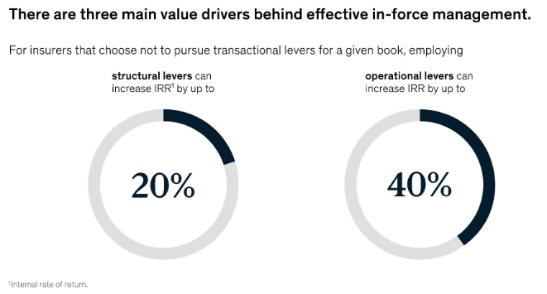 There are three main value drivers behind effective in-force management.
For insurers that choose not to pursue transactional levers for a given book, employing
structural levers can
increase IRR¹ by up to
20%
operational levers can
increase IRR by up to
40%
¹Internal rate of return.